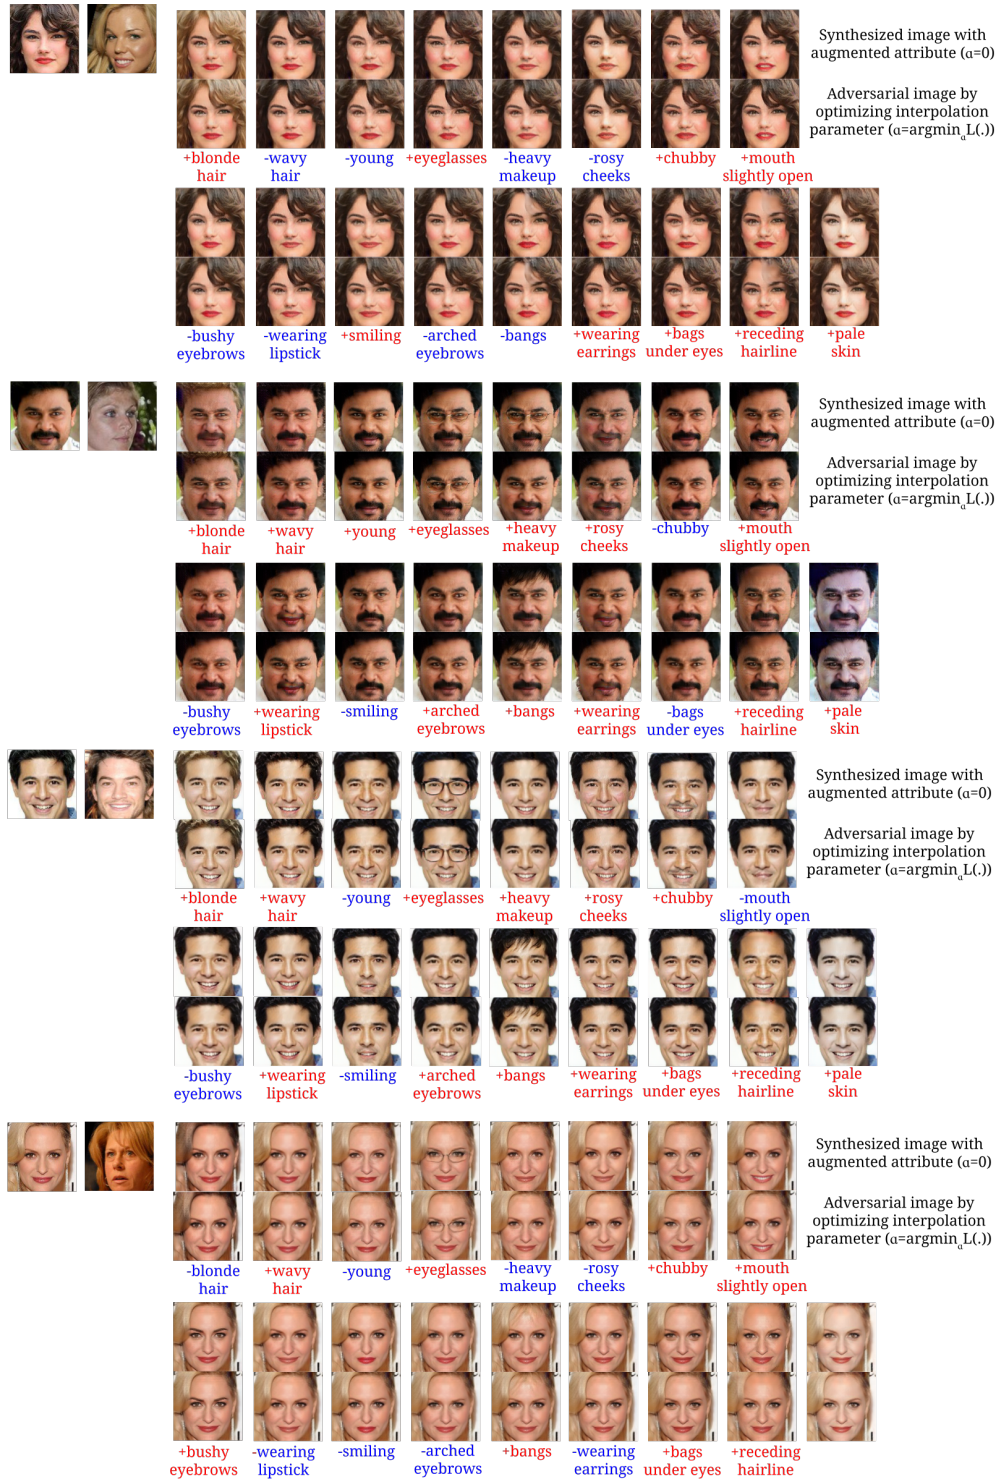 Synthesized image with
augmented attribute (α=0)
Adversarial image by
optimizing interpolation
parameter (α=argminαL(.))
+blonde hair
-wavy hair
-young
+eyeglasses
-heavy makeup
-rosy cheeks
+chubby
+mouth slightly open
-bushy eyebrows
-wearing lipstick
+smiling
-arched eyebrows
-bangs
+wearing earrings
+bags under eyes
+receding hairline
+pale skin
Synthesized image with
augmented attribute (α=0)
Adversarial image by
optimizing interpolation
parameter (α=argminαL(.))
+blonde hair
+wavy hair
+young
+eyeglasses
+heavy makeup
+rosy cheeks
-chubby
+mouth slightly open
-bushy eyebrows
+wearing lipstick
-smiling
+arched eyebrows
+bangs
+wearing earrings
-bags under eyes
+receding hairline
+pale skin
Synthesized image with
augmented attribute (α=0)
Adversarial image by
optimizing interpolation
parameter (α=argminαL(.))
+blonde hair
+wavy hair
-young
+eyeglasses
+heavy makeup
+rosy cheeks
+chubby
-mouth slightly open
-bushy eyebrows
+wearing lipstick
-smiling
+arched eyebrows
+bangs
+wearing earrings
+bags under eyes
+receding hairline
+pale skin
Synthesized image with
augmented attribute (α=0)
Adversarial image by
optimizing interpolation
parameter (α=argminαL(.))
-blonde hair
+wavy hair
-young
+eyeglasses
-heavy makeup
-rosy cheeks
+chubby
+mouth slightly open
+bushy eyebrows
-wearing lipstick
-smiling
-arched eyebrows
+bangs
-wearing earrings
+bags under eyes
+receding hairline